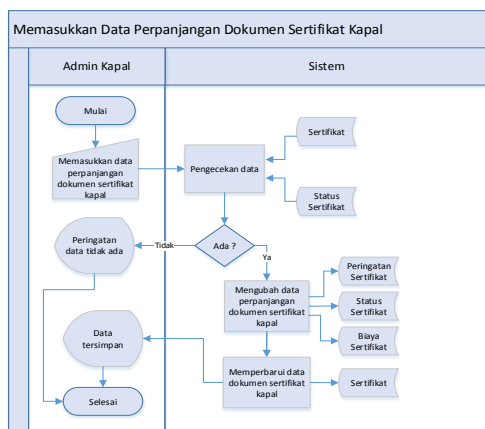 Memasukkan Data Perpanjangan Dokumen Sertifikat Kapal
Admin Kapal
Sistem
Mulai
Memasukkan data
perpanjangan
dokumen sertifikat
kapal
Pengecekan data
Sertifikat
Status
Sertifikat
Peringatan
data tidak ada
Tidak
Ada ?
Ya
Mengubah data
perpanjangan
dokumen sertifikat
kapal
Peringatan
Sertifikat
Status
Sertifikat
Biaya
Sertifikat
Data
tersimpan
Memperbarui data
dokumen sertifikat
kapal
Sertifikat
Selesai